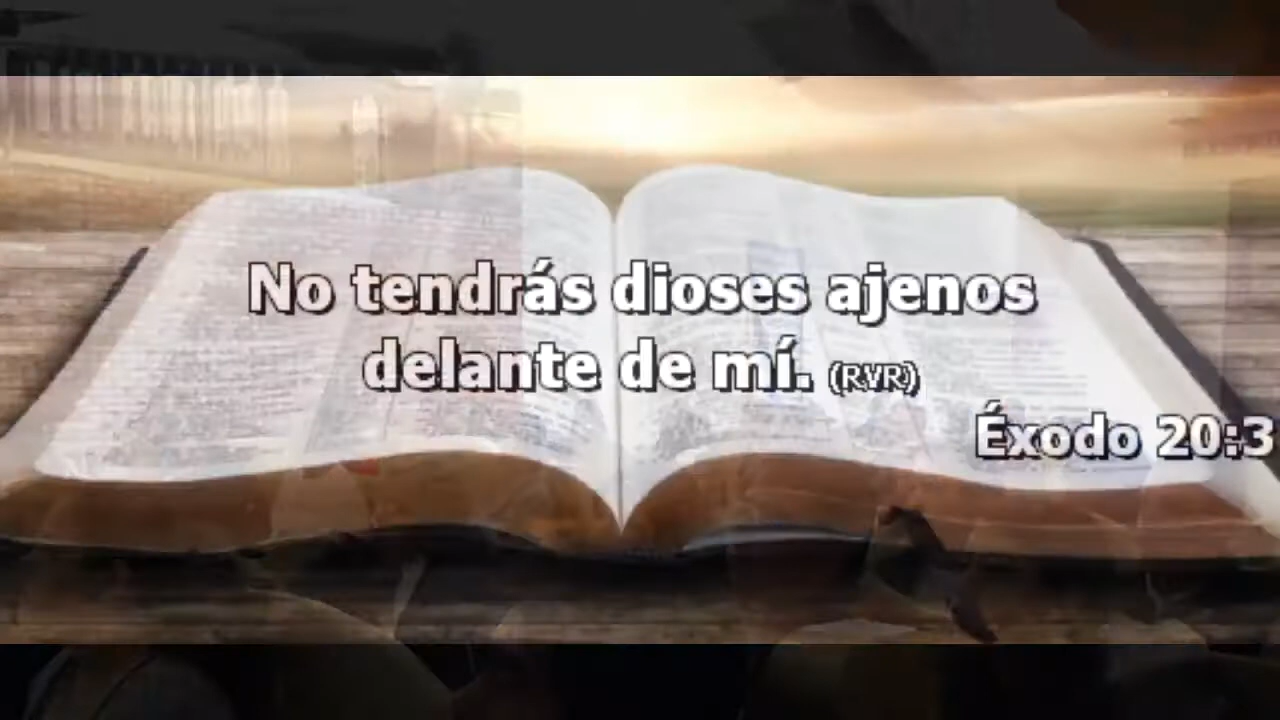 No tendrás dioses ajenos
delante de mí. (RVR)
Éxodo 20:3